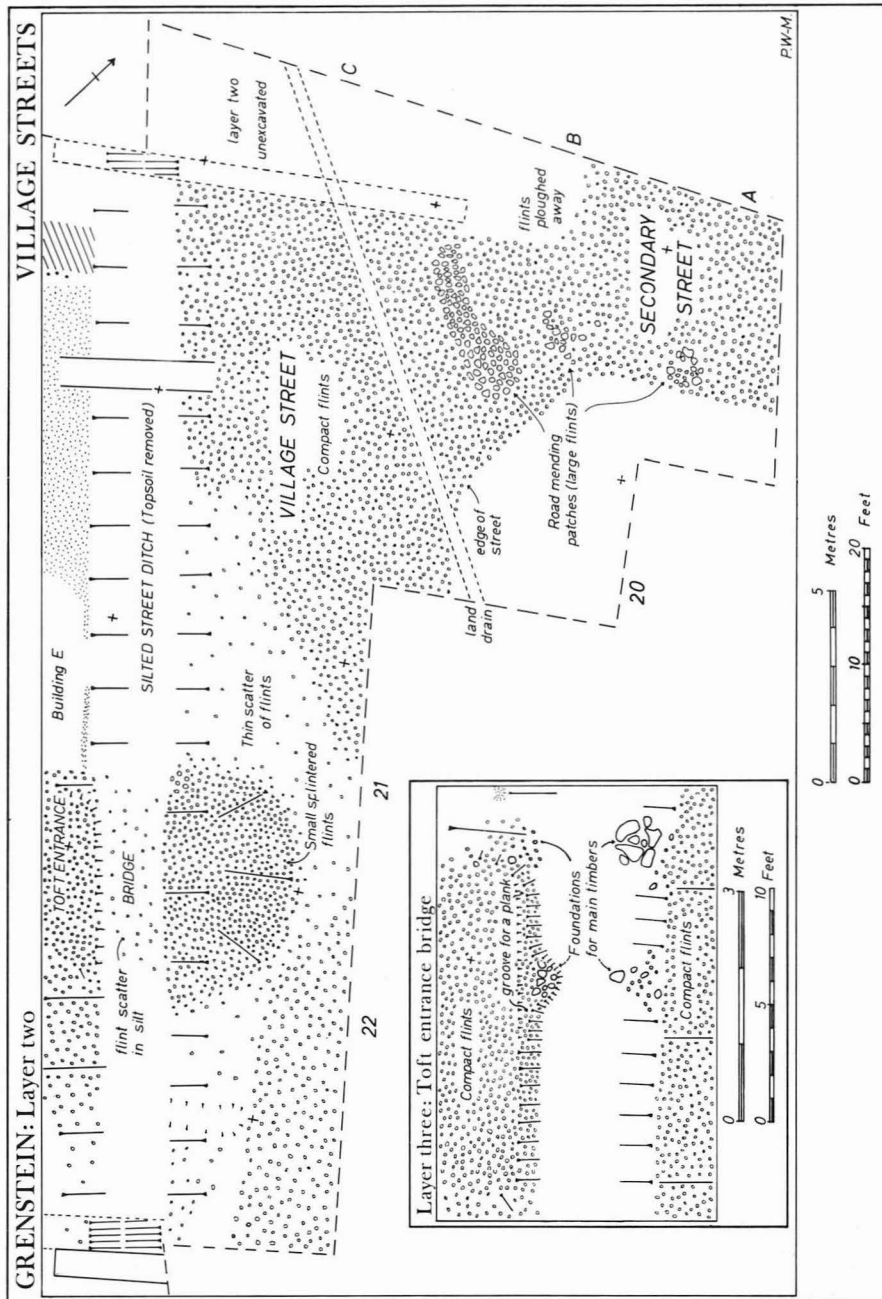 GRENSTEIN: Layer two
VILLAGE STREETS
Building E
TOFT ENTRANCE
SILTED STREET DITCH (Topsoil removed)
BRIDGE
flint scatter
in silt
layer two
unexcavated
C
VILLAGE STREET
Compact flints
Thin scatter
of flints
Small splintered
flints
flints
ploughed
away
B
SECONDARY
STREET
A
edge of
street
Road mending
patches (large flints)
land
drain
20
21
22
P.W-M.
Layer three: Toft entrance bridge
Compact flints
groove for a plank
Foundations
for main timbers
Compact flints
0 3
Metres
0 5 10
Feet
0 5
Metres
0 10 20
Feet